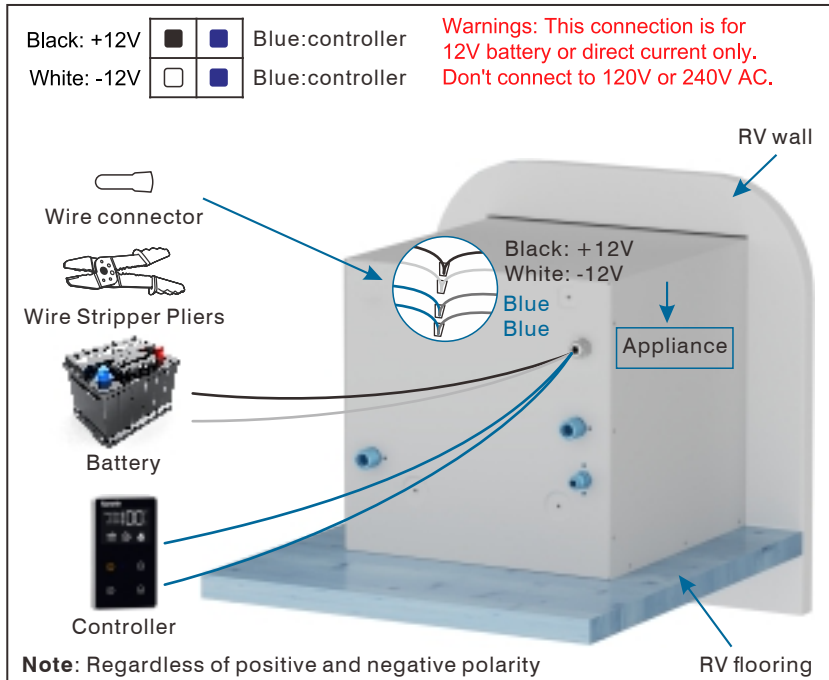 Black: +12V
Blue:controller
White: -12V
Blue:controller
Warnings: This connection is for
12V battery or direct current only.
Don't connect to 120V or 240V AC.
RV wall
Wire connector
Black: +12V
White: -12V
Blue
Blue
Wire Stripper Pliers
Appliance
Battery
100
Controller
Note: Regardless of positive and negative polarity
RV flooring